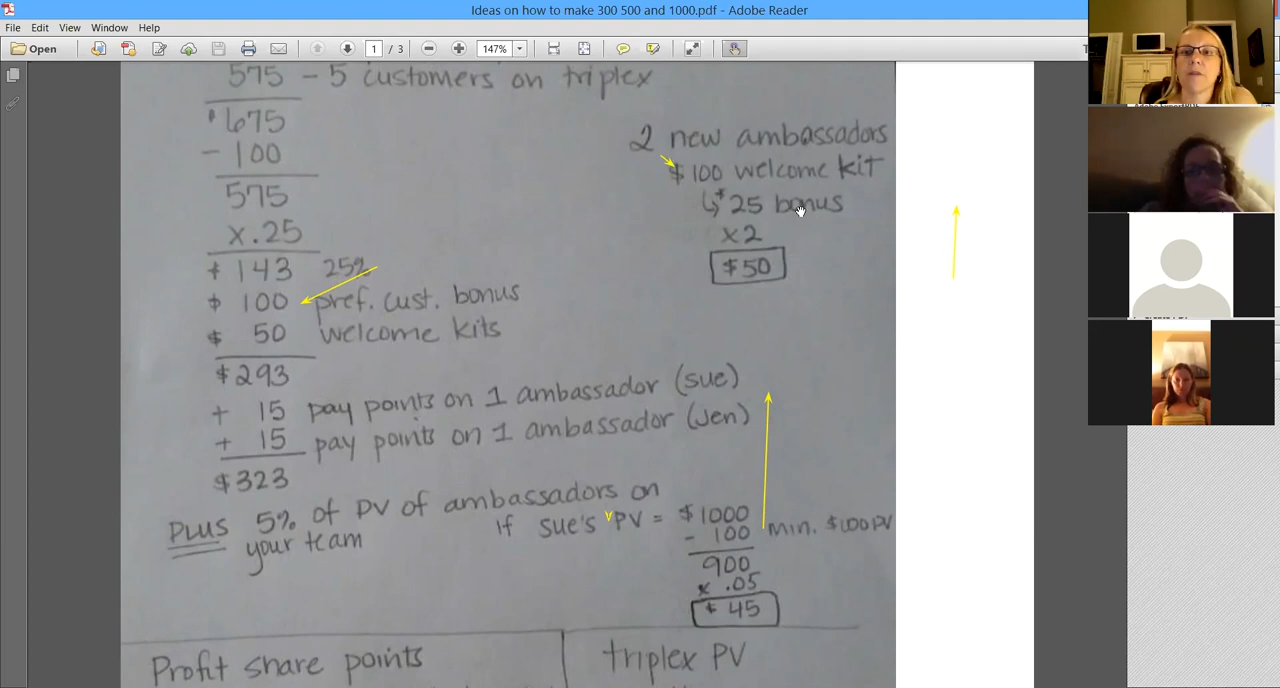 Ideas on how to make 300 500 and 1000.pdf - Adobe Reader
File Edit View Window Help
Open 1 / 3 147%
575 - 5 customers on triplex
$675
- 100
575
x.25
$ 143 25%
$ 100 pref. cust. bonus
$ 50 welcome kits
$293
+ 15 pay points on 1 ambassador (sue)
+ 15 pay points on 1 ambassador (Jen)
$323
PLUS 5% of PV of ambassadors on
your team
2 new ambassadors
$100 welcome kit
↳$25 bonus
x2
$50
If sue's PV = $1000
- 100 min. $100 PV
900
x .05
$ 45
Profit share points
triplex PV